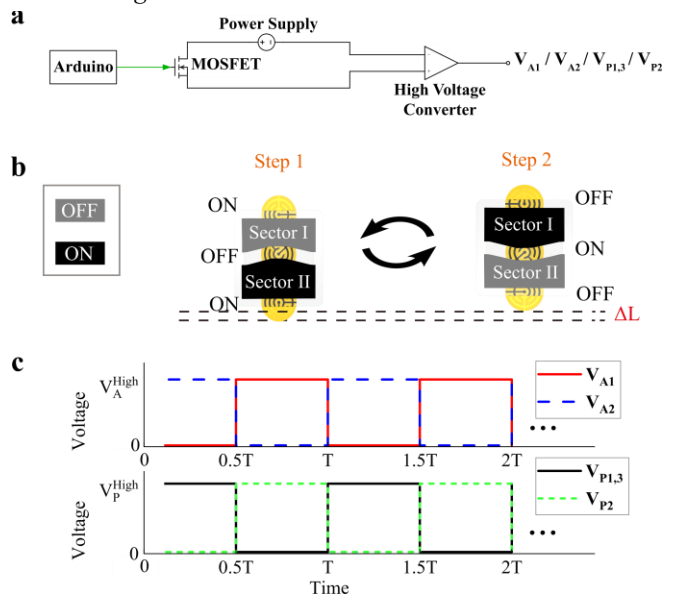 a
Power Supply
Arduino
MOSFET
High Voltage
Converter
V_A1 / V_A2 / V_P1,3 / V_P2
b
OFF
ON
Step 1
ON
Sector I
OFF
Sector II
ON
Step 2
OFF
Sector I
ON
Sector II
OFF
ΔL
c
Voltage
V_A^High
0
0 0.5T T 1.5T 2T
V_A1
V_A2
•••
Voltage
V_P^High
0
0 0.5T T 1.5T 2T
V_P1,3
V_P2
•••
Time